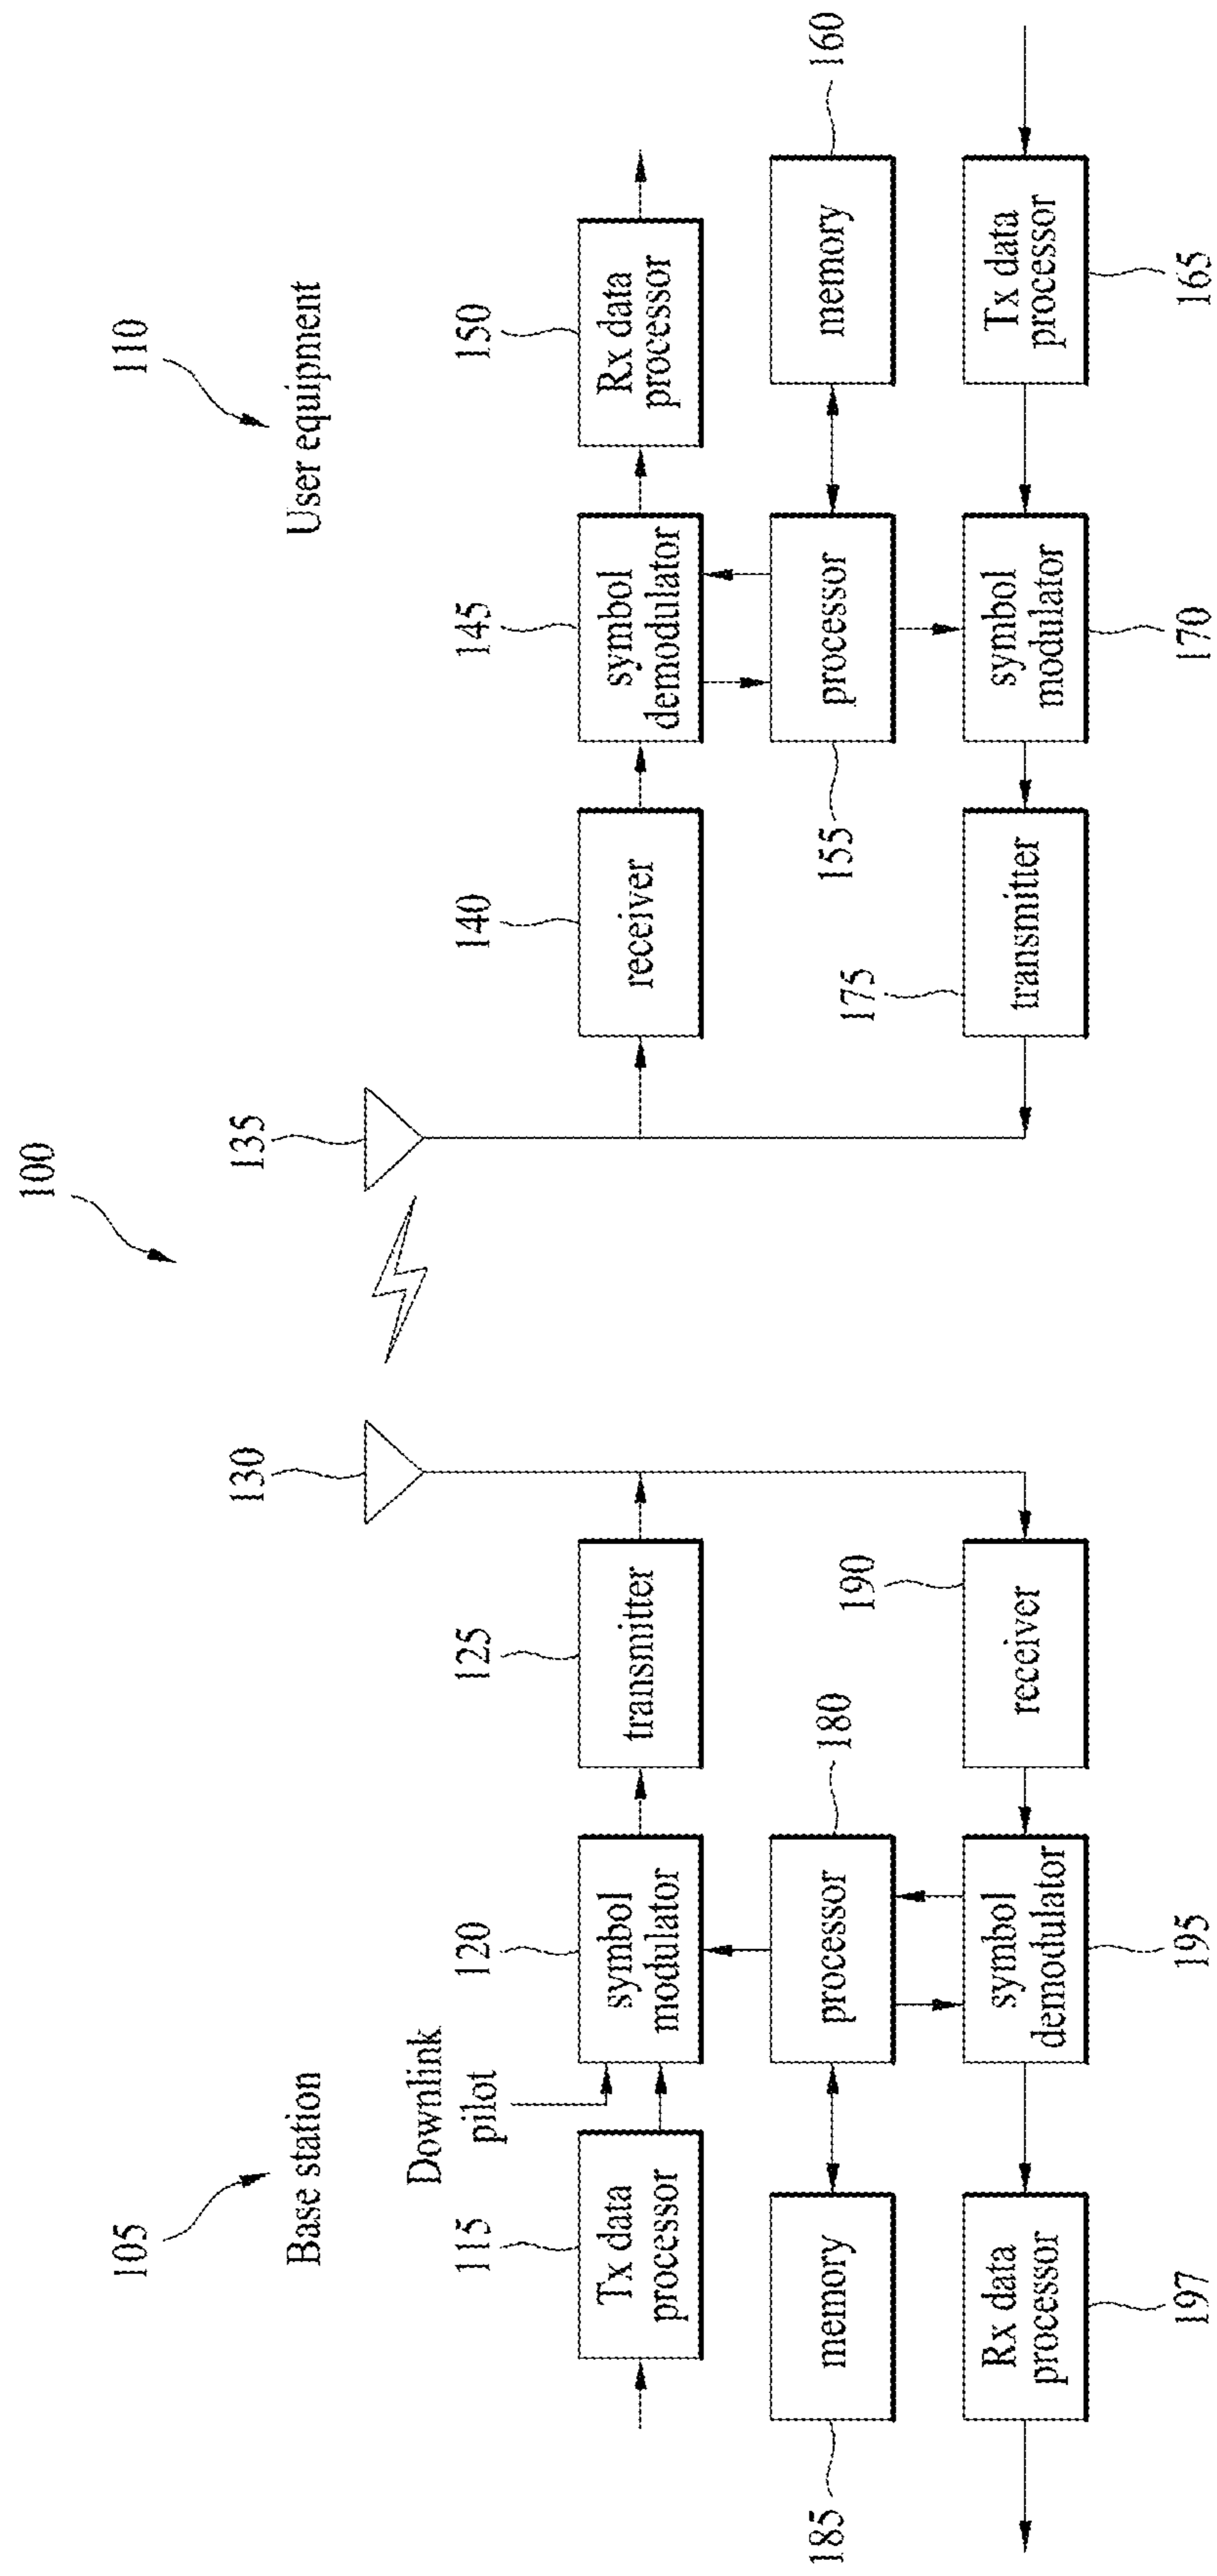 100
105
Base station
110
User equipment
Downlink
pilot
115
Tx data
processor
120
symbol
modulator
125
transmitter
130
135
140
receiver
145
symbol
demodulator
150
Rx data
processor
185
memory
180
processor
155
processor
160
memory
197
Rx data
processor
195
symbol
demodulator
190
receiver
175
transmitter
170
symbol
modulator
165
Tx data
processor